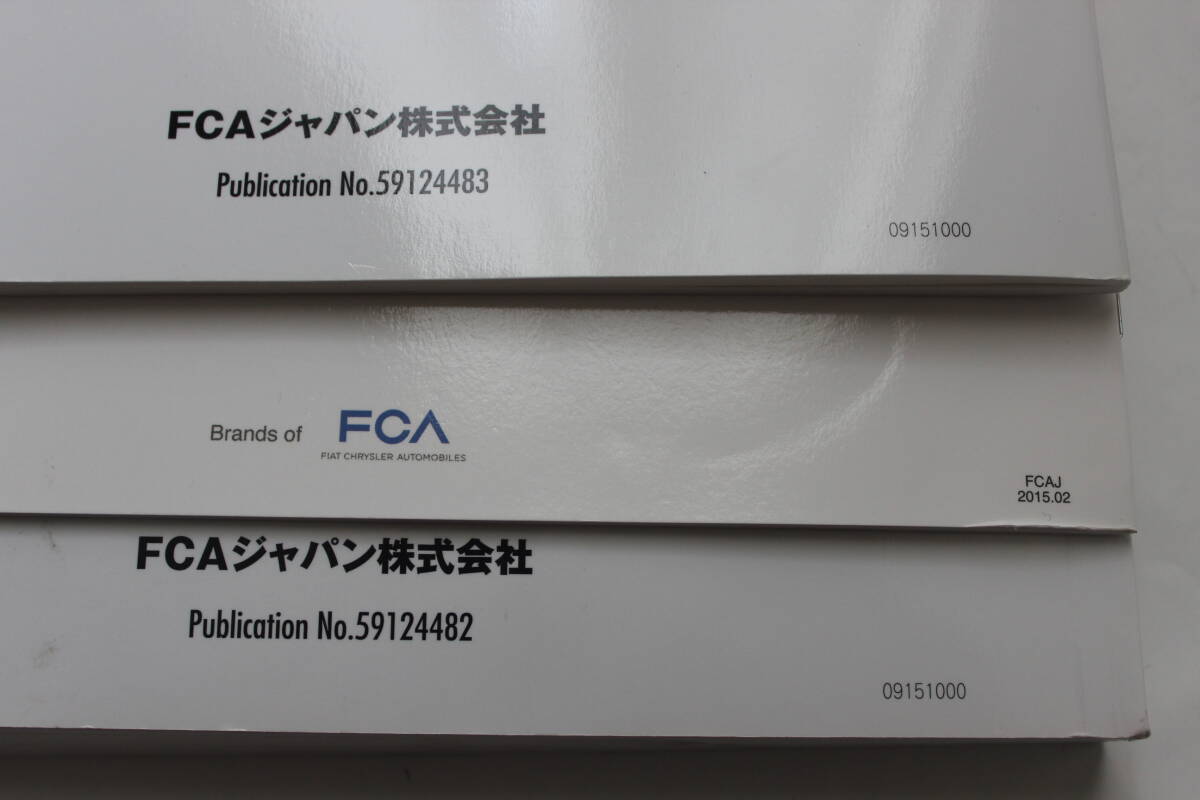 FCAジャパン株式会社
Publication No.59124483
09151000
Brands of FCA
FIAT CHRYSLER AUTOMOBILES
FCAJ
2015.02
FCAジャパン株式会社
Publication No.59124482
09151000